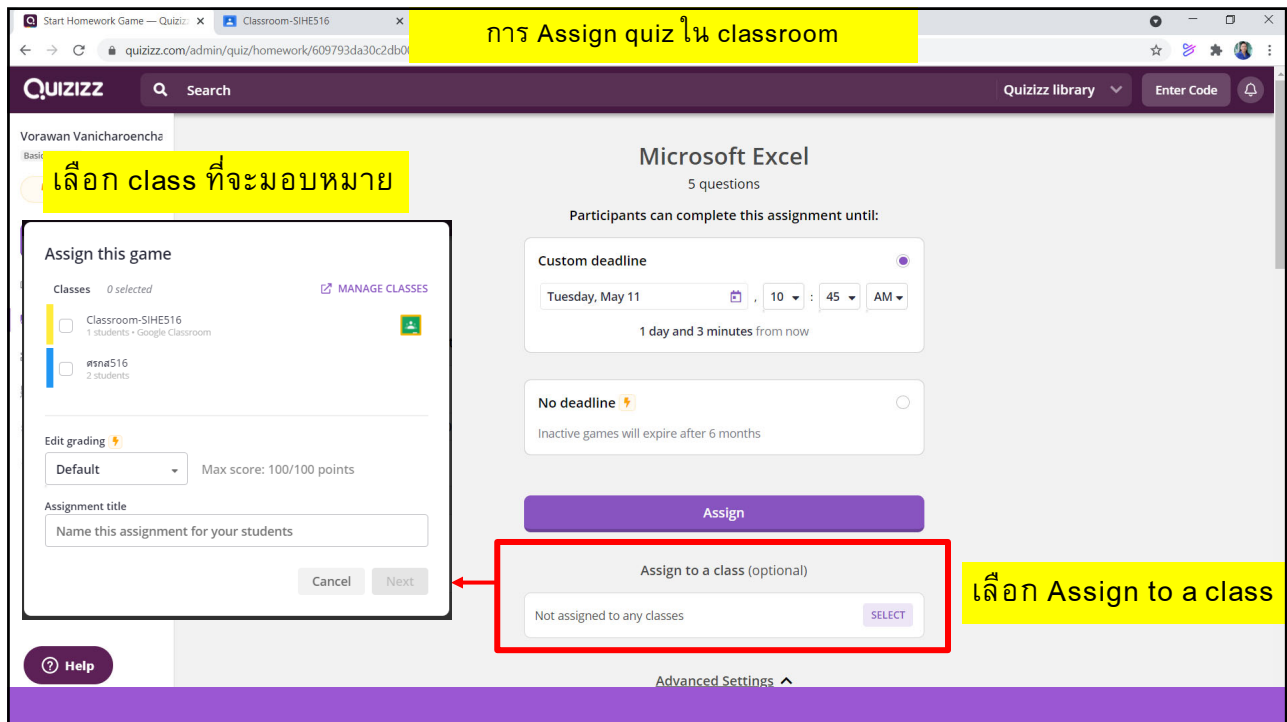 Start Homework Game — Quiziz
Classroom-SIHE516
การ Assign quiz ใน classroom
quizizz.com/admin/quiz/homework/609793da30c2db0
QUIZIZZ
Search
Quizizz library
Enter Code
Vorawan Vanicharoencha
Basic
เลือก class ที่จะมอบหมาย
Microsoft Excel
5 questions
Participants can complete this assignment until:
Custom deadline
Tuesday, May 11 , 10 : 45 AM
1 day and 3 minutes from now
No deadline
Inactive games will expire after 6 months
Assign
Assign to a class (optional)
Not assigned to any classes SELECT
Advanced Settings
เลือก Assign to a class
Assign this game
Classes 0 selected MANAGE CLASSES
Classroom-SIHE516
1 students • Google Classroom
ศรกส516
2 students
Edit grading
Default Max score: 100/100 points
Assignment title
Name this assignment for your students
Cancel Next
Help